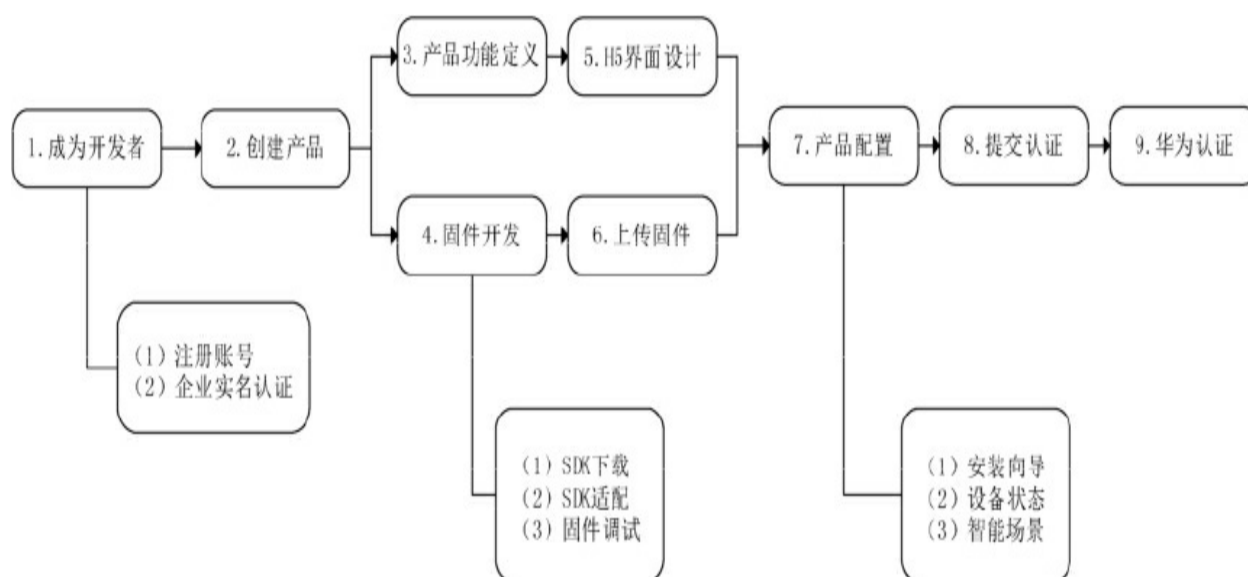 1.成为开发者
2.创建产品
3.产品功能定义
4.固件开发
5.H5界面设计
6.上传固件
7.产品配置
8.提交认证
9.华为认证
(1) 注册账号
(2) 企业实名认证
(1) SDK下载
(2) SDK适配
(3) 固件调试
(1) 安装向导
(2) 设备状态
(3) 智能场景